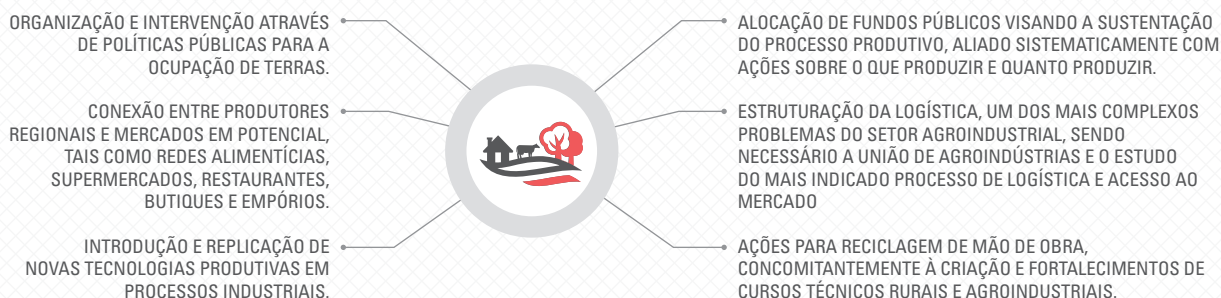 ORGANIZAÇÃO E INTERVENÇÃO ATRAVÉS
DE POLÍTICAS PÚBLICAS PARA A
OCUPAÇÃO DE TERRAS.
CONEXÃO ENTRE PRODUTORES
REGIONAIS E MERCADOS EM POTENCIAL,
TAIS COMO REDES ALIMENTÍCIAS,
SUPERMERCADOS, RESTAURANTES,
BUTIQUES E EMPÓRIOS.
INTRODUÇÃO E REPLICAÇÃO DE
NOVAS TECNOLOGIAS PRODUTIVAS EM
PROCESSOS INDUSTRIAIS.
ALOCAÇÃO DE FUNDOS PÚBLICOS VISANDO A SUSTENTAÇÃO
DO PROCESSO PRODUTIVO, ALIADO SISTEMATICAMENTE COM
AÇÕES SOBRE O QUE PRODUZIR E QUANTO PRODUZIR.
ESTRUTURAÇÃO DA LOGÍSTICA, UM DOS MAIS COMPLEXOS
PROBLEMAS DO SETOR AGROINDUSTRIAL, SENDO
NECESSÁRIO A UNIÃO DE AGROINDÚSTRIAS E O ESTUDO
DO MAIS INDICADO PROCESSO DE LOGÍSTICA E ACESSO AO
MERCADO
AÇÕES PARA RECICLAGEM DE MÃO DE OBRA,
CONCOMITANTEMENTE À CRIAÇÃO E FORTALECIMENTOS DE
CURSOS TÉCNICOS RURAIS E AGROINDUSTRIAIS.